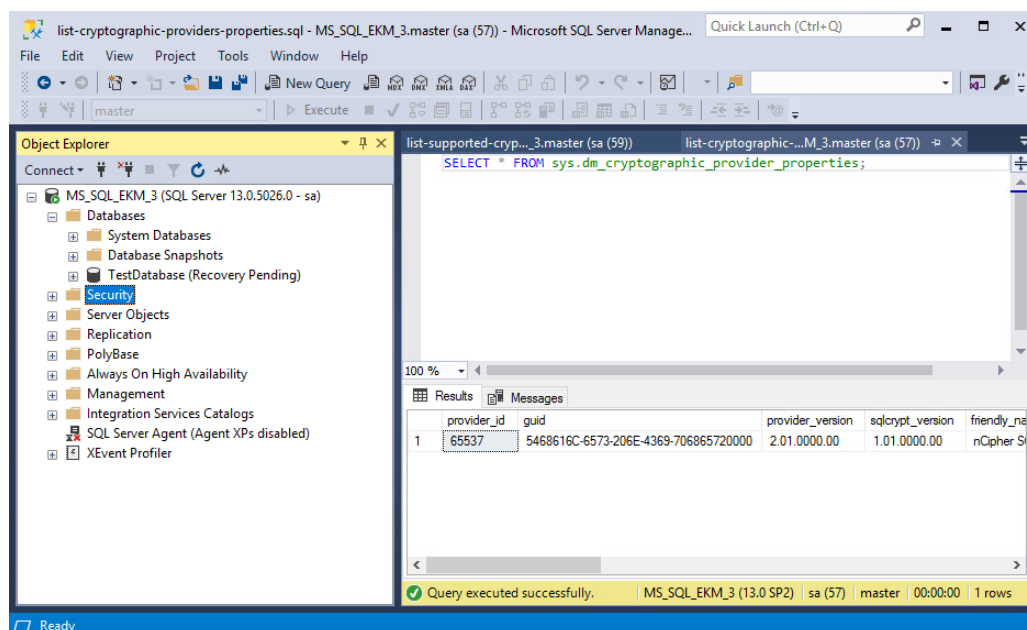 list-cryptographic-providers-properties.sql - MS_SQL_EKM_3.master (sa (57)) - Microsoft SQL Server Manage...
Quick Launch (Ctrl+Q)
File Edit View Project Tools Window Help
New Query MDX DMX XMLA DAX
master Execute
Object Explorer
Connect
MS_SQL_EKM_3 (SQL Server 13.0.5026.0 - sa)
Databases
System Databases
Database Snapshots
TestDatabase (Recovery Pending)
Security
Server Objects
Replication
PolyBase
Always On High Availability
Management
Integration Services Catalogs
SQL Server Agent (Agent XPs disabled)
XEvent Profiler
list-supported-cryp..._3.master (sa (59)) list-cryptographic-...M_3.master (sa (57))
SELECT * FROM sys.dm_cryptographic_provider_properties;
100 %
Results Messages
provider_id guid provider_version sqlcrypt_version friendly_na
1 65537 5468616C-6573-206E-4369-706865720000 2.01.0000.00 1.01.0000.00 nCipher S
Query executed successfully. MS_SQL_EKM_3 (13.0 SP2) sa (57) master 00:00:00 1 rows
Ready